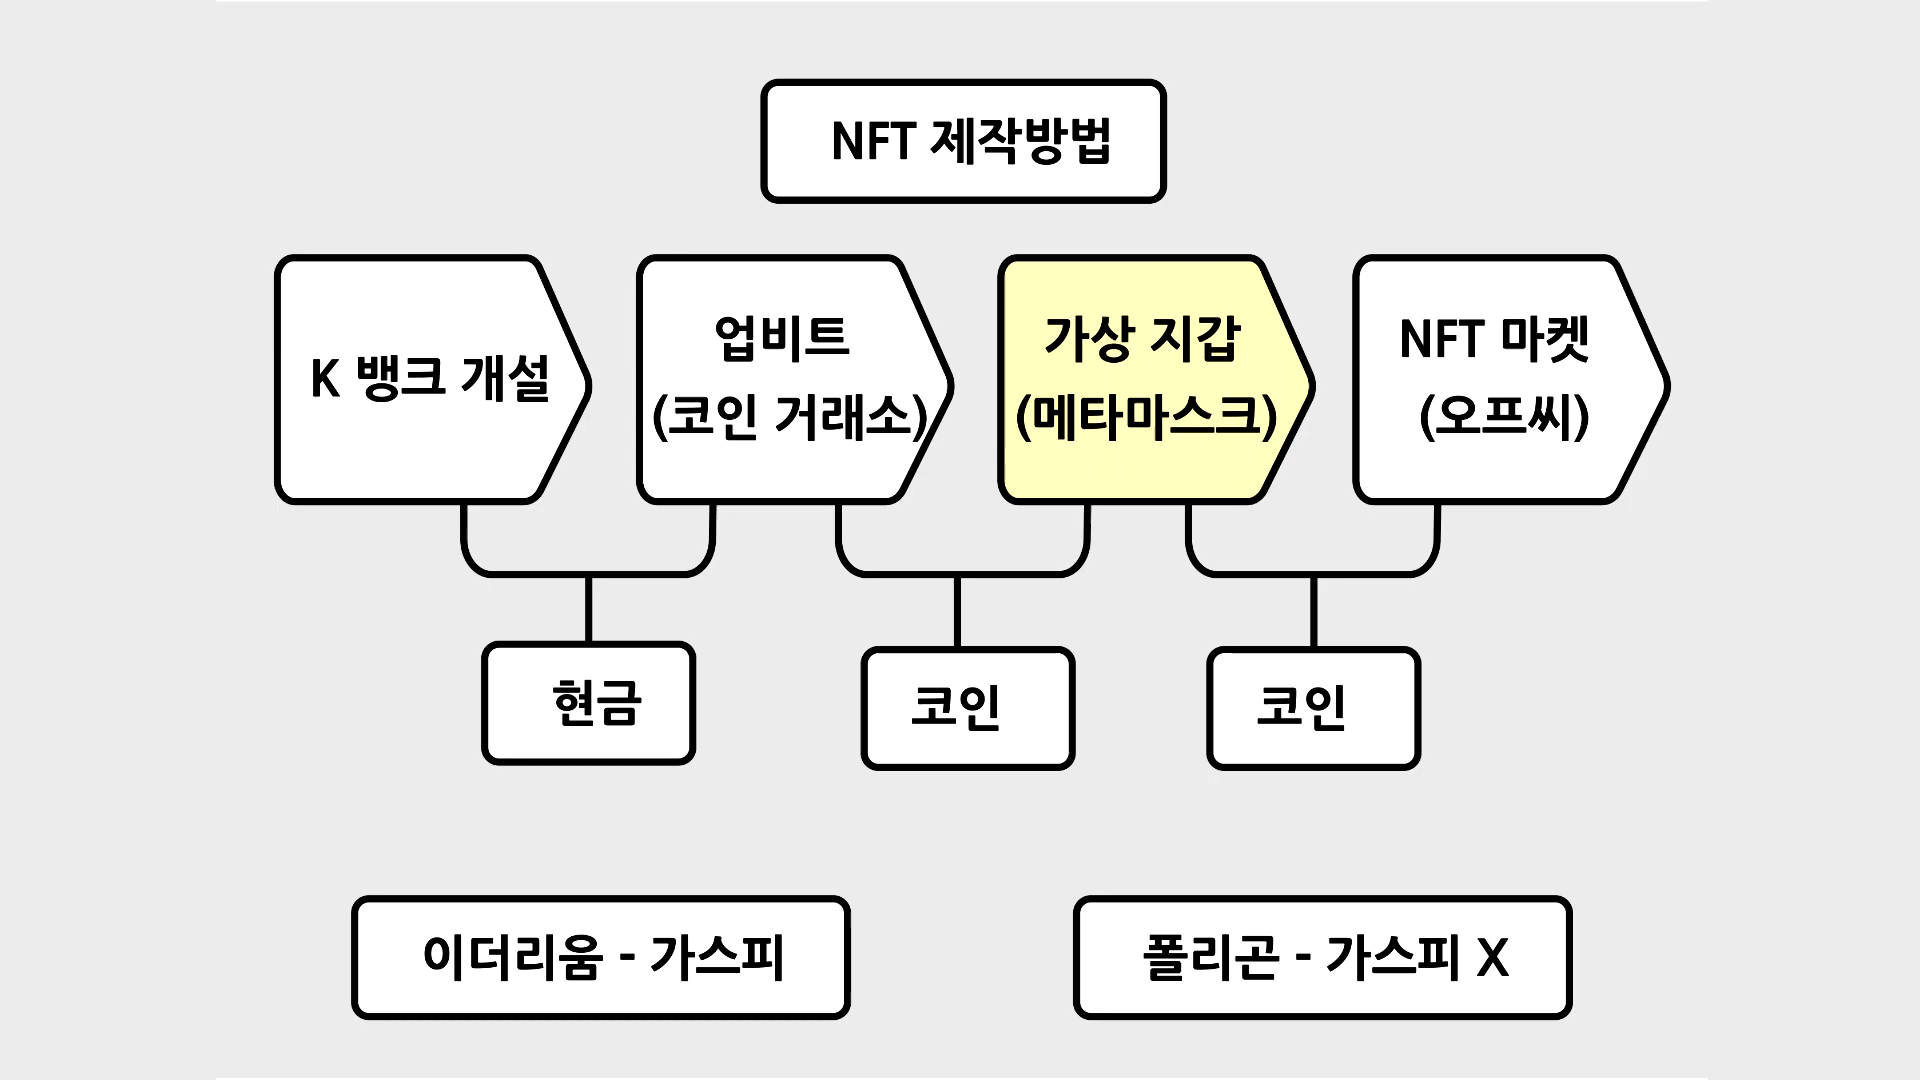 NFT 제작방법
K 뱅크 개설
업비트
(코인 거래소)
가상 지갑
(메타마스크)
NFT 마켓
(오프씨)
현금
코인
코인
이더리움 - 가스피
폴리곤 - 가스피 X